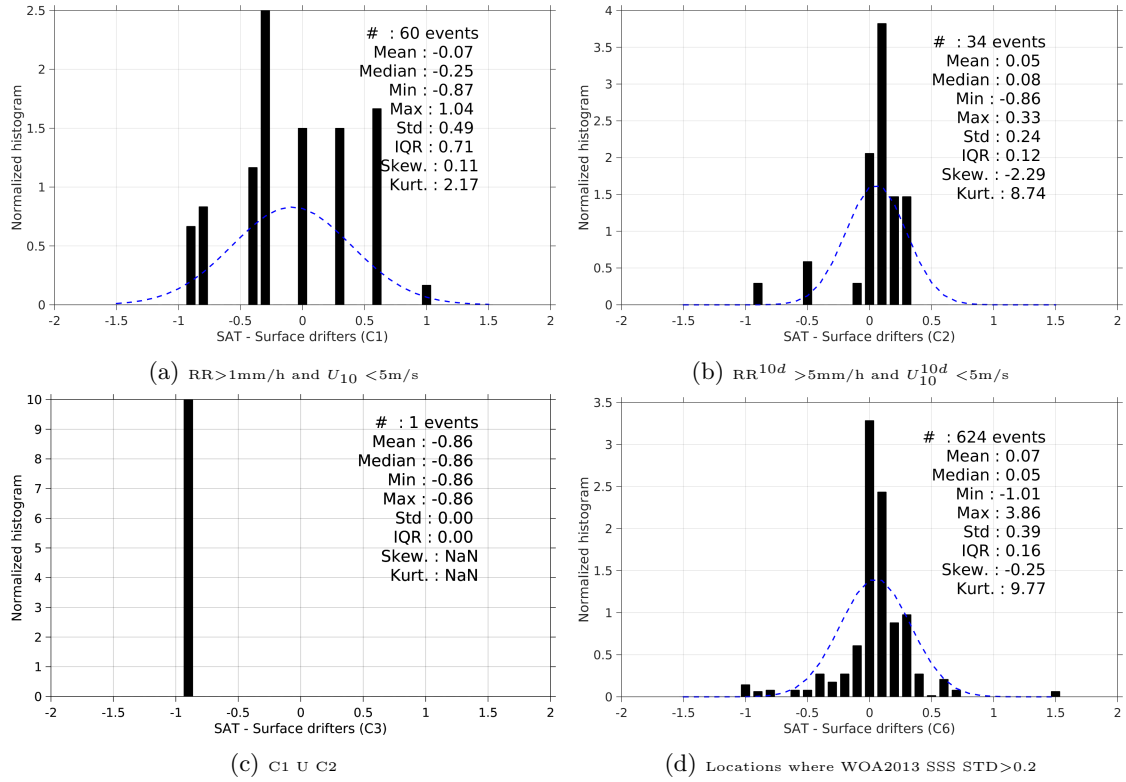 2.5
2
1.5
1
0.5
0
-2
-1.5
-1
-0.5
0
0.5
1
1.5
2
Normalized histogram
SAT - Surface drifters (C1)
# : 60 events
Mean : -0.07
Median : -0.25
Min : -0.87
Max : 1.04
Std : 0.49
IQR : 0.71
Skew. : 0.11
Kurt. : 2.17
(a) RR>1mm/h and U10 <5m/s
4
3.5
3
2.5
2
1.5
1
0.5
0
-2
-1.5
-1
-0.5
0
0.5
1
1.5
2
Normalized histogram
SAT - Surface drifters (C2)
# : 34 events
Mean : 0.05
Median : 0.08
Min : -0.86
Max : 0.33
Std : 0.24
IQR : 0.12
Skew. : -2.29
Kurt. : 8.74
(b) RR10d >5mm/h and U10d10 <5m/s
10
9
8
7
6
5
4
3
2
1
0
-2
-1.5
-1
-0.5
0
0.5
1
1.5
2
Normalized histogram
SAT - Surface drifters (C3)
# : 1 events
Mean : -0.86
Median : -0.86
Min : -0.86
Max : -0.86
Std : 0.00
IQR : 0.00
Skew. : NaN
Kurt. : NaN
(c) C1 U C2
3.5
3
2.5
2
1.5
1
0.5
0
-2
-1.5
-1
-0.5
0
0.5
1
1.5
2
Normalized histogram
SAT - Surface drifters (C6)
# : 624 events
Mean : 0.07
Median : 0.05
Min : -1.01
Max : 3.86
Std : 0.39
IQR : 0.16
Skew. : -0.25
Kurt. : 9.77
(d) Locations where WOA2013 SSS STD>0.2